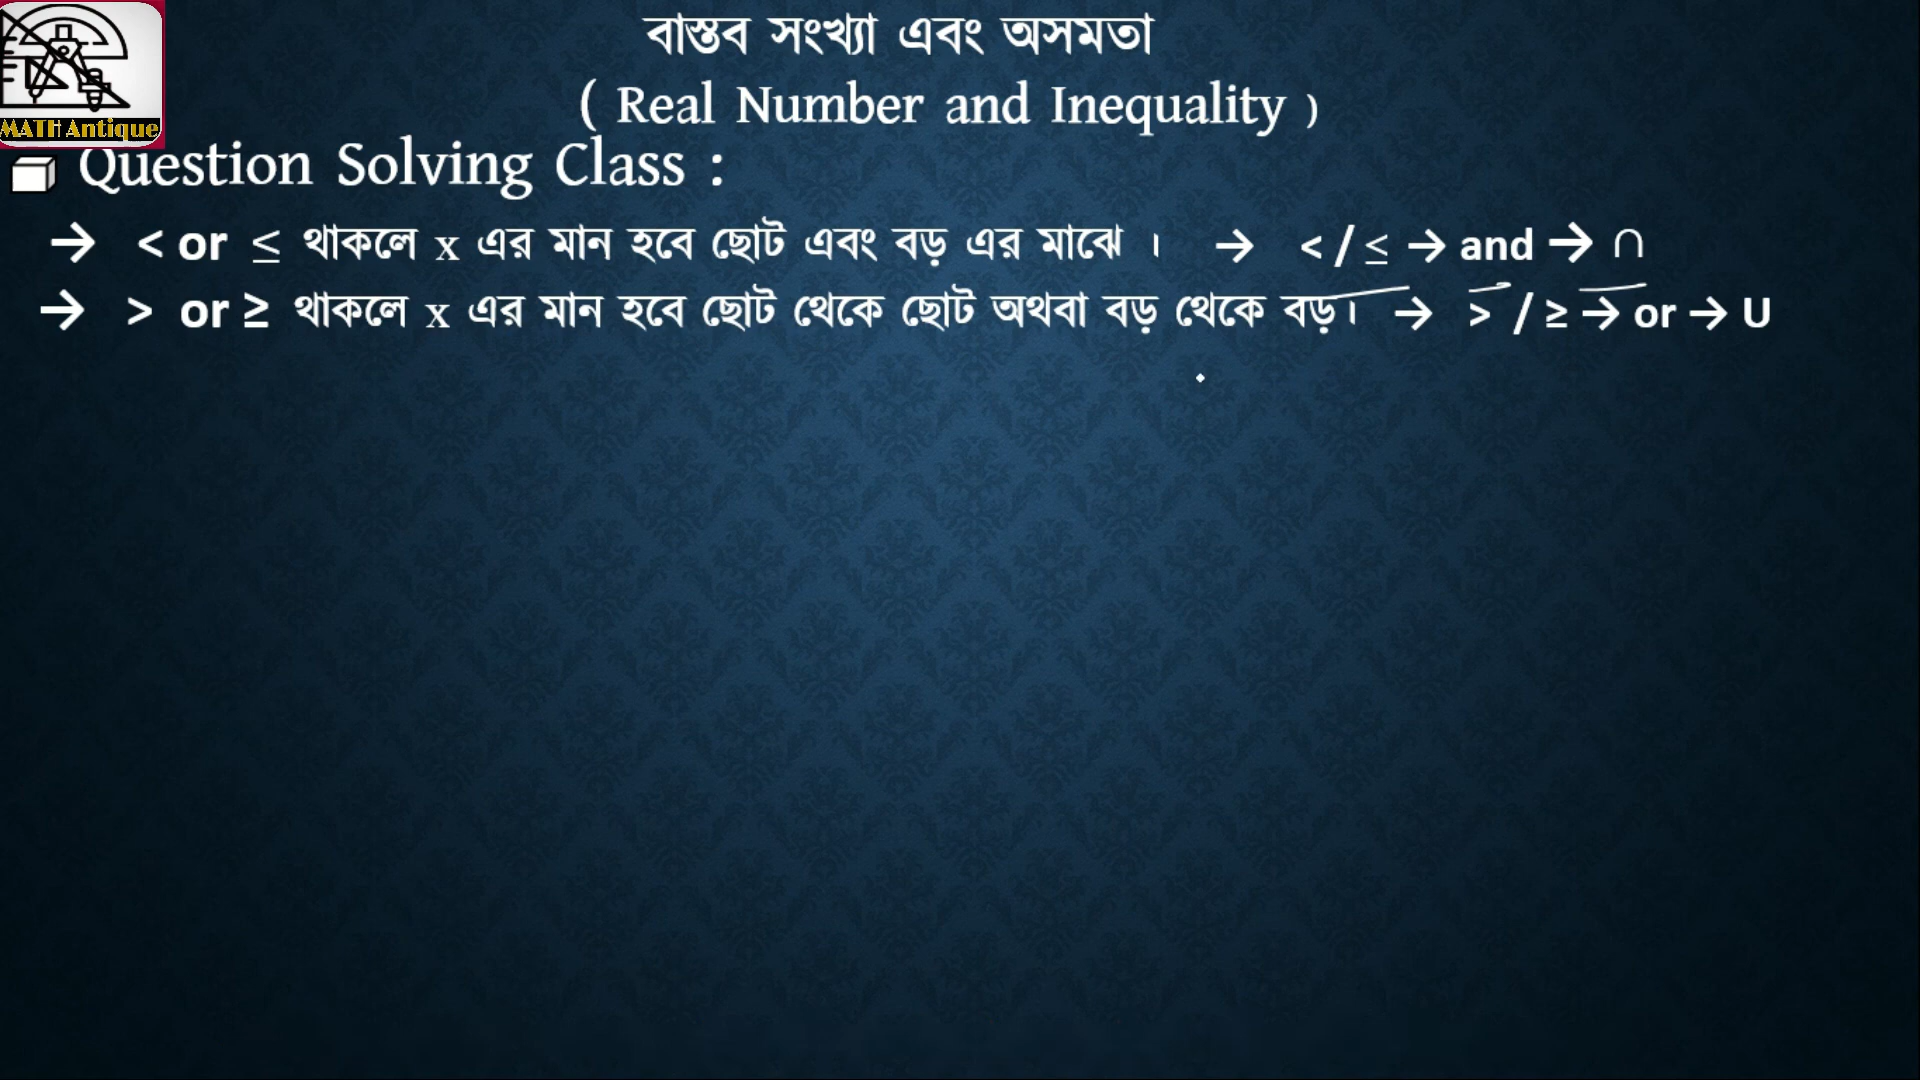 বাস্তব সংখ্যা এবং অসমতা
( Real Number and Inequality )
MATH Antique
Question Solving Class :
→ < or ≤ থাকলে x এর মান হবে ছোট এবং বড় এর মাঝে । → < / ≤ → and → ∩
→ > or ≥ থাকলে x এর মান হবে ছোট থেকে ছোট অথবা বড় থেকে বড়। → > / ≥ → or → U